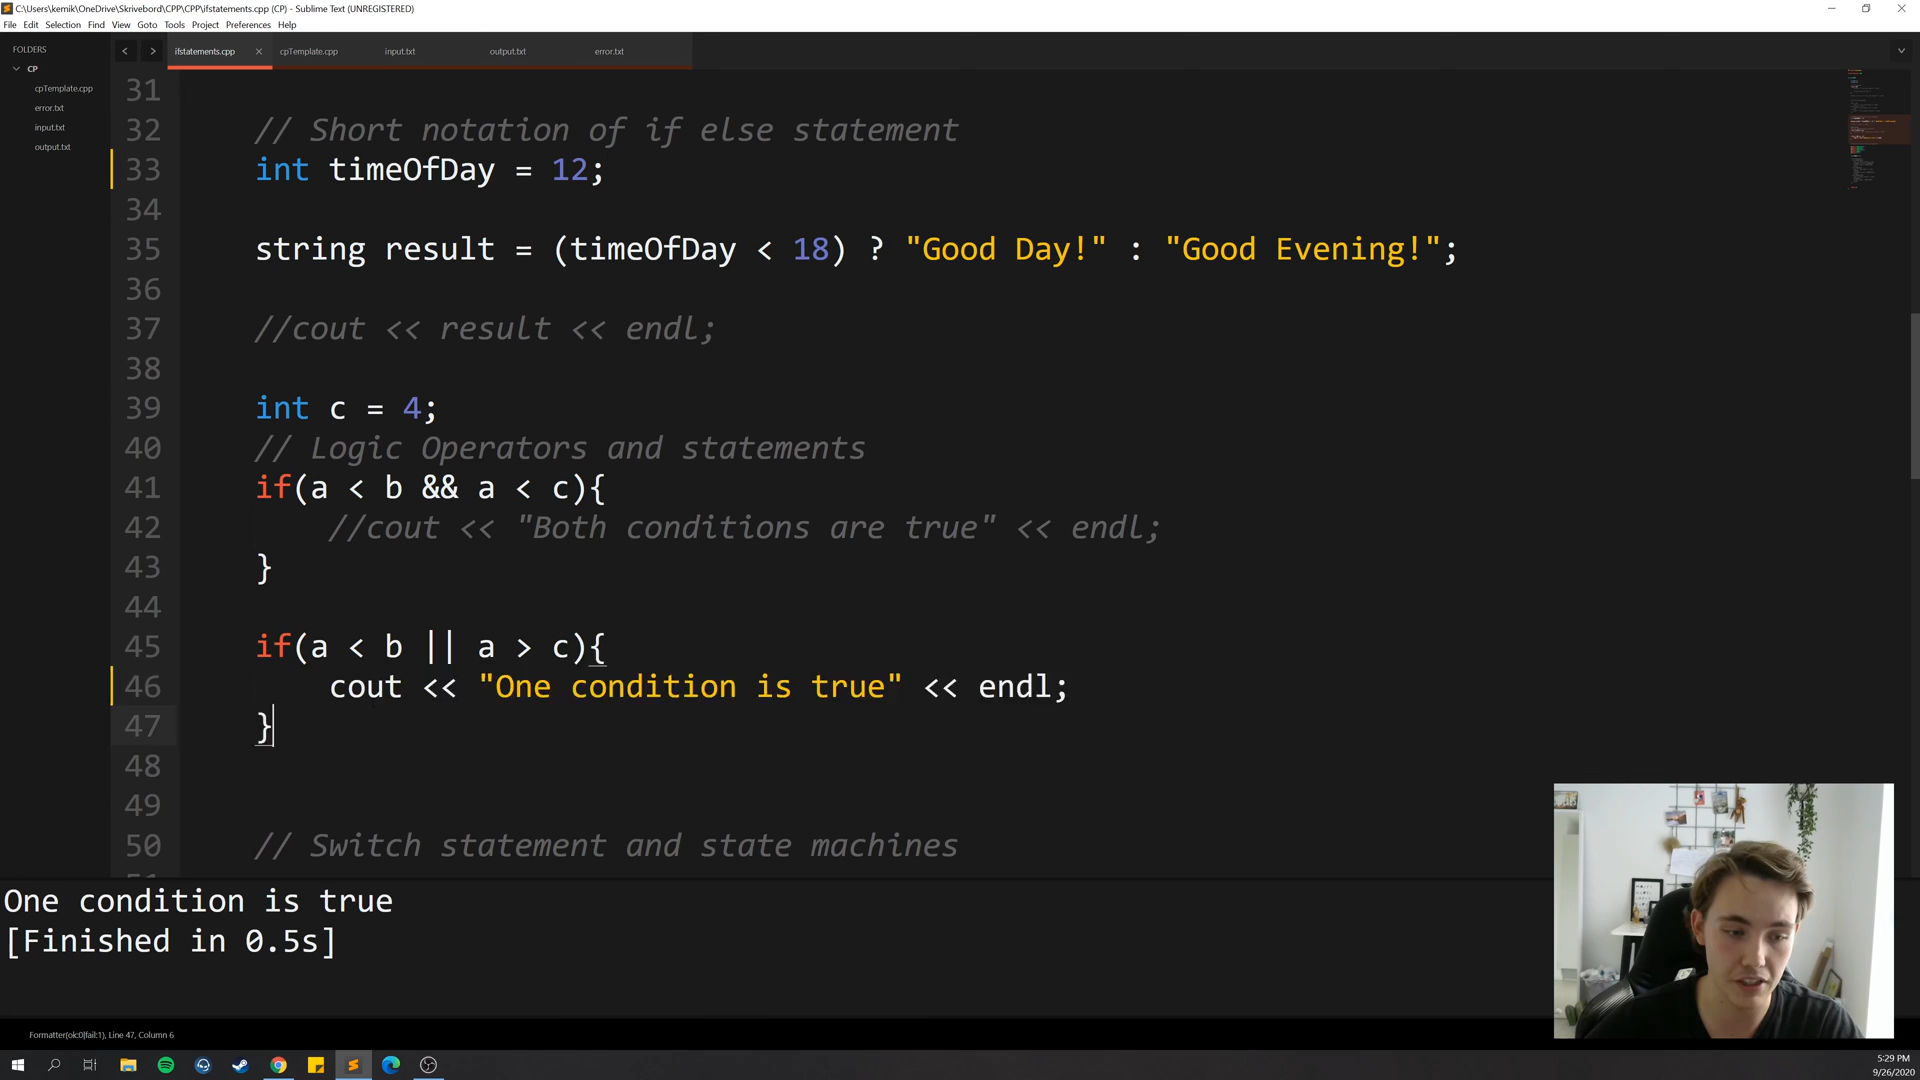 C:\Users\kemik\OneDrive\Skrivebord\CPP\CPP\ifstatements.cpp (CP) - Sublime Text (UNREGISTERED)
File Edit Selection Find View Goto Tools Project Preferences Help
FOLDERS
CP
cpTemplate.cpp
error.txt
input.txt
output.txt
ifstatements.cpp × cpTemplate.cpp input.txt output.txt error.txt
31
32 // Short notation of if else statement
33 int timeOfDay = 12;
34
35 string result = (timeOfDay < 18) ? "Good Day!" : "Good Evening!";
36
37 //cout << result << endl;
38
39 int c = 4;
40 // Logic Operators and statements
41 if(a < b && a < c){
42 //cout << "Both conditions are true" << endl;
43 }
44
45 if(a < b || a > c){
46 cout << "One condition is true" << endl;
47 }
48
49
50 // Switch statement and state machines
One condition is true
[Finished in 0.5s]
Formatter(ok:0|fail:1), Line 47, Column 6
5:29 PM
9/26/2020